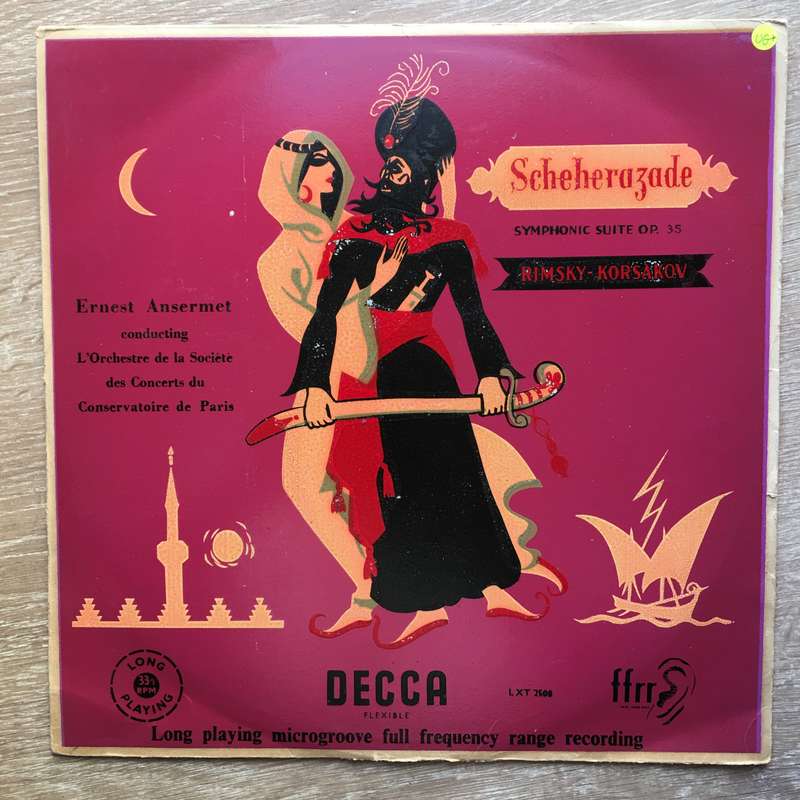 VG+
Scheherazade
SYMPHONIC SUITE OP. 35
RIMSKY-KORSAKOV
Ernest Ansermet
conducting
L'Orchestre de la Société
des Concerts du
Conservatoire de Paris
LONG
33⅓
RPM
PLAYING
DECCA
FLEXIBLE
LXT 2508
ffrr
Long playing microgroove full frequency range recording